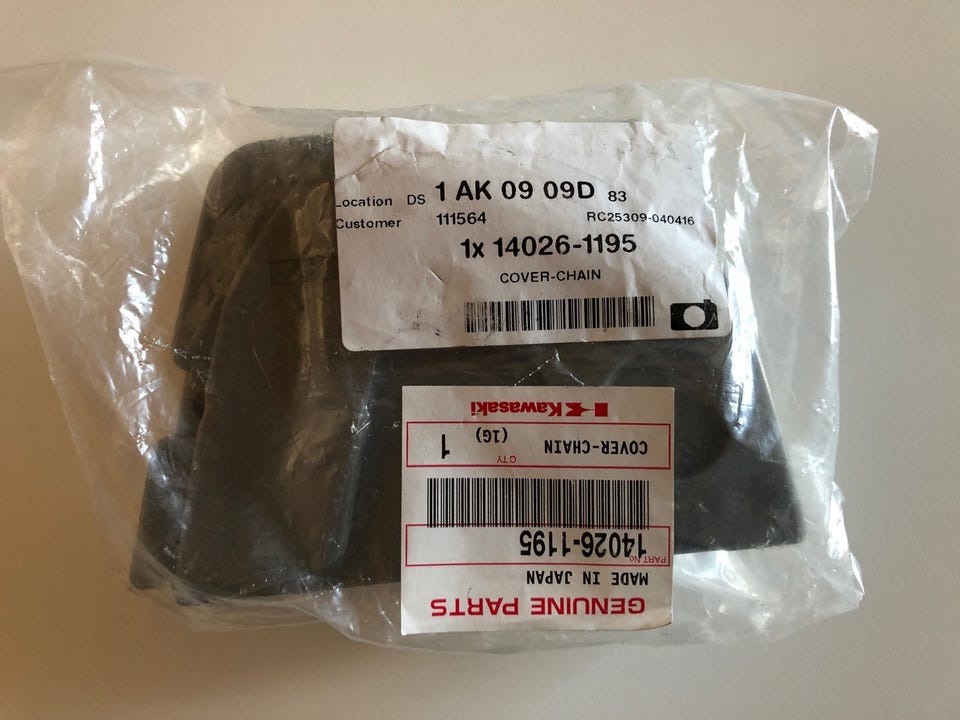 Location DS 1 AK 09 09D 83
Customer 111564 RC25309-040416
1x 14026-1195
COVER-CHAIN
GENUINE PARTS
MADE IN JAPAN
PART No. 14026-1195
COVER-CHAIN (1G) QTY 1
Kawasaki